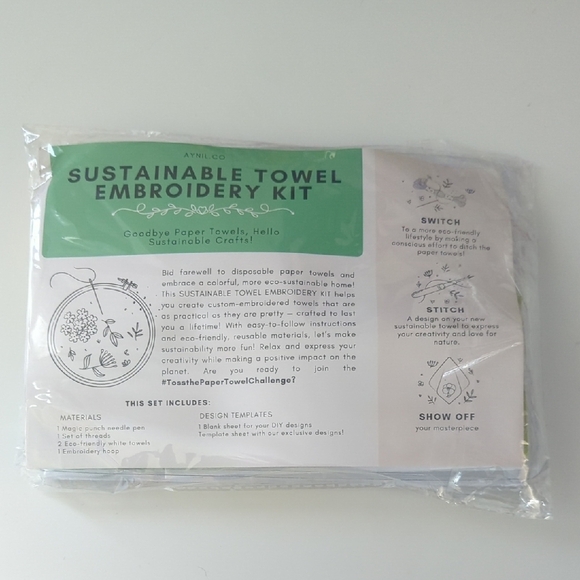 AYNIL.CO
SUSTAINABLE TOWEL
EMBROIDERY KIT
Goodbye Paper Towels, Hello
Sustainable Crafts!
Bid farewell to disposable paper towels and
embrace a colorful, more eco-sustainable home!
This SUSTAINABLE TOWEL EMBROIDERY KIT helps
you create custom-embroidered towels that are
as practical as they are pretty — crafted to last
you a lifetime! With easy-to-follow instructions
and eco-friendly, reusable materials, let's make
sustainability more fun! Relax and express your
creativity while making a positive impact on the
planet. Are you ready to join the
#TossthePaperTowelChallenge?
THIS SET INCLUDES:
MATERIALS
1 Magic punch needle pen
1 Set of threads
2 Eco-friendly white towels
1 Embroidery hoop
DESIGN TEMPLATES
1 Blank sheet for your DIY designs
Template sheet with our exclusive designs!
SWITCH
To a more eco-friendly
lifestyle by making a
conscious effort to ditch the
paper towels!
STITCH
A design on your new
sustainable towel to express
your creativity and love for
nature.
SHOW OFF
your masterpiece